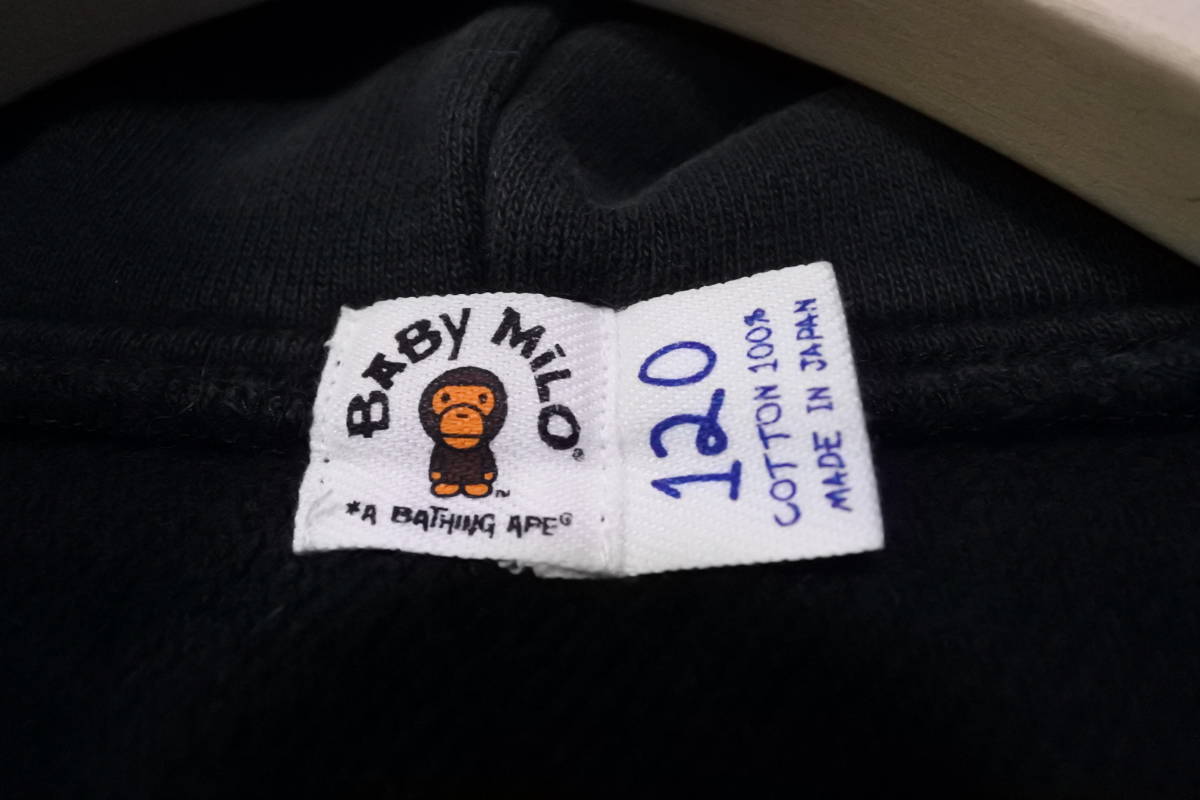 BABY MILO®
™
*A BATHING APE®
120
COTTON 100%
MADE IN JAPAN